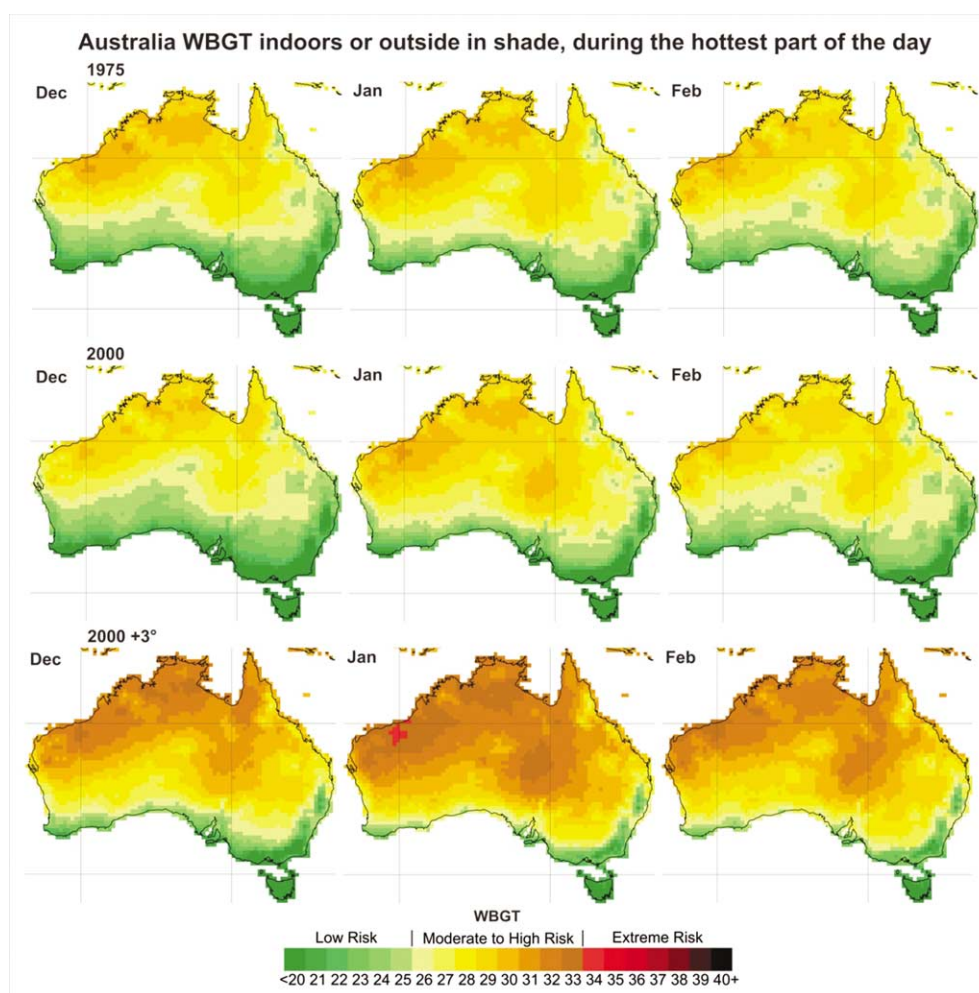 Australia WBGT indoors or outside in shade, during the hottest part of the day
1975
Dec
Jan
Feb
2000
Dec
Jan
Feb
2000 +3°
Dec
Jan
Feb
WBGT
Low Risk | Moderate to High Risk | Extreme Risk
<20 21 22 23 24 25 26 27 28 29 30 31 32 33 34 35 36 37 38 39 40+